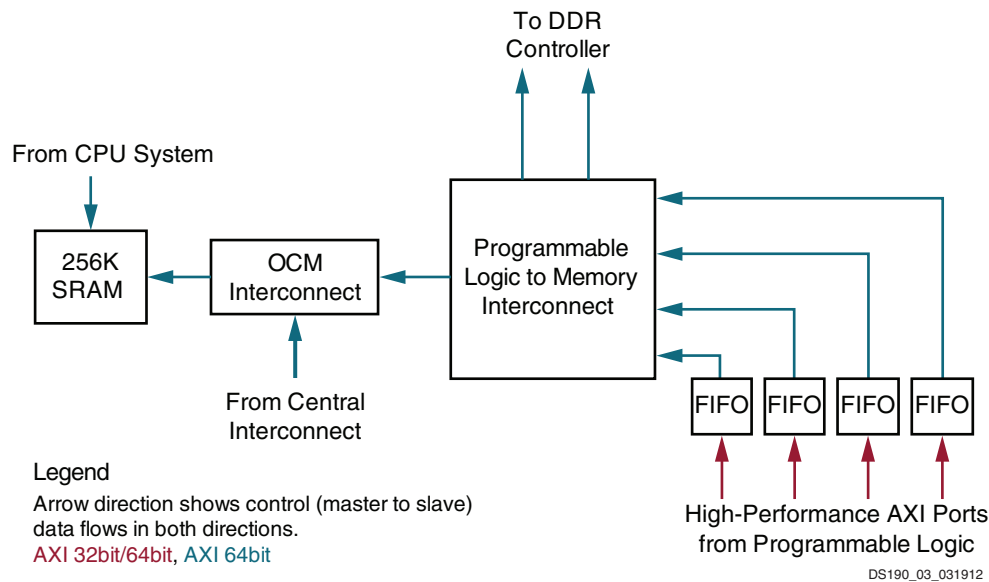 To DDR
Controller
From CPU System
256K
SRAM
OCM
Interconnect
Programmable
Logic to Memory
Interconnect
From Central
Interconnect
FIFO
FIFO
FIFO
FIFO
High-Performance AXI Ports
from Programmable Logic
Legend
Arrow direction shows control (master to slave)
data flows in both directions.
AXI 32bit/64bit, AXI 64bit
DS190_03_031912